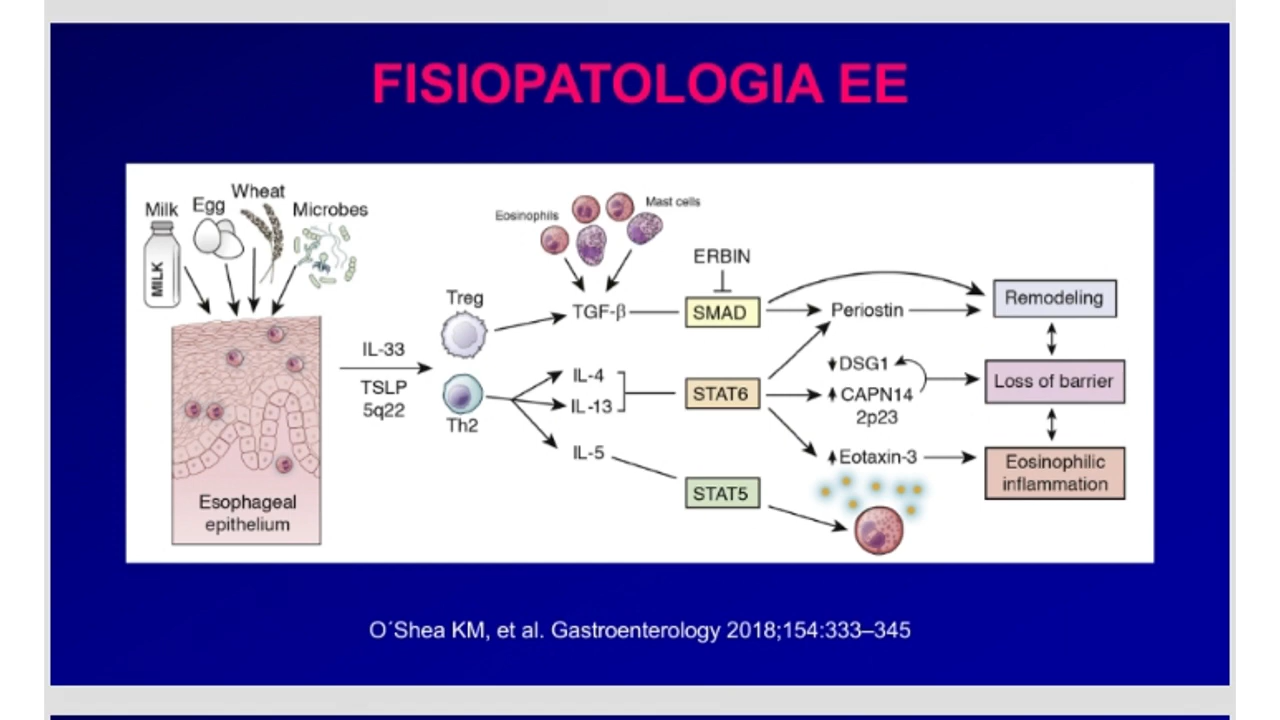 FISIOPATOLOGIA EE
Milk
Egg
Wheat
Microbes
MILK
Esophageal
epithelium
IL-33
TSLP
5q22
Treg
Th2
Eosinophils
Mast cells
TGF-β
IL-4
IL-13
IL-5
ERBIN
SMAD
STAT6
STAT5
Periostin
DSG1
CAPN14
2p23
Eotaxin-3
Remodeling
Loss of barrier
Eosinophilic
inflammation
O´Shea KM, et al. Gastroenterology 2018;154:333–345